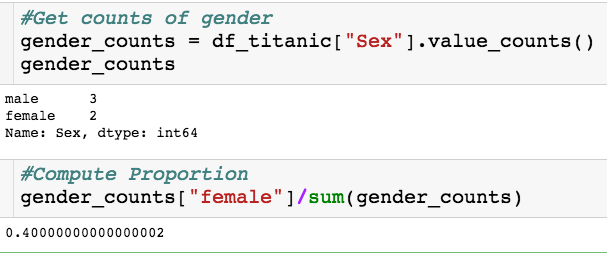 #Get counts of gender
gender_counts = df_titanic["Sex"].value_counts()
gender_counts
male      3
female    2
Name: Sex, dtype: int64
#Compute Proportion
gender_counts["female"]/sum(gender_counts)
0.40000000000000002